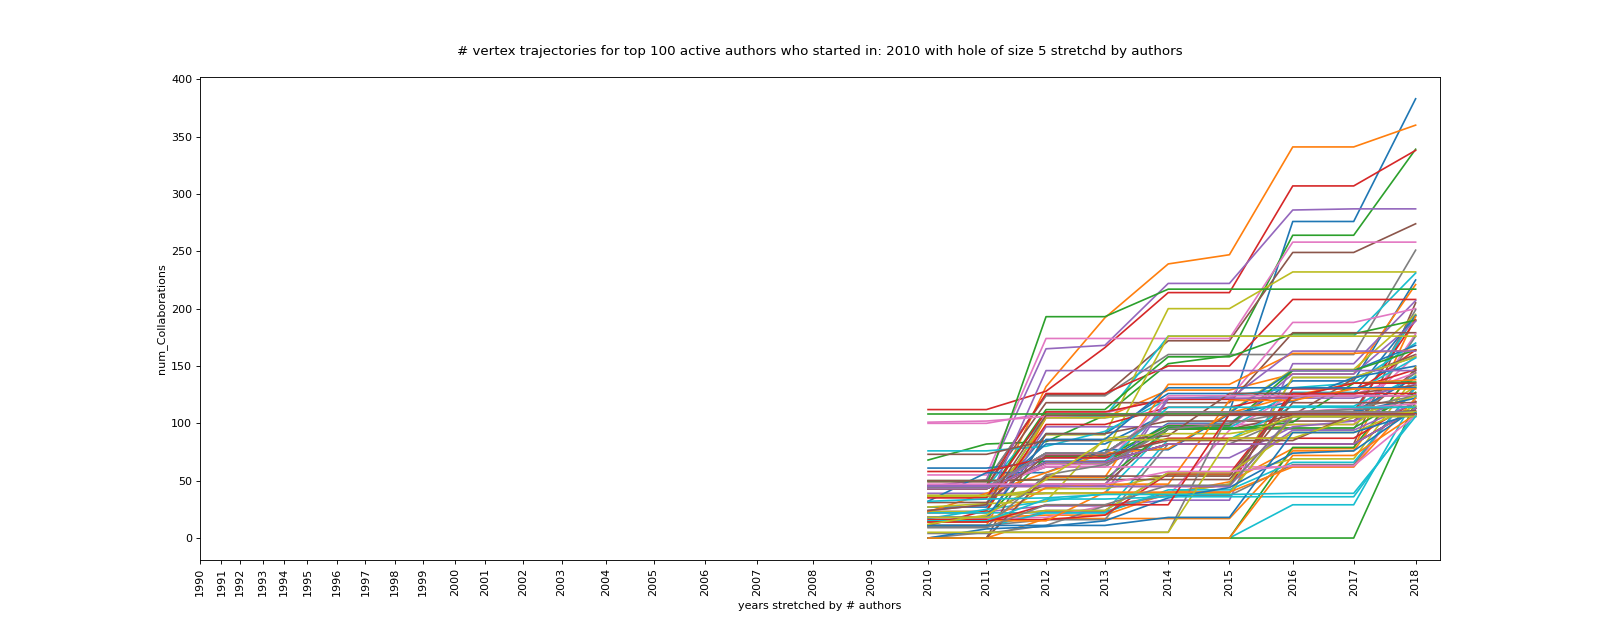 # vertex trajectories for top 100 active authors who started in: 2010 with hole of size 5 stretchd by authors
400
350
300
250
200
150
100
50
0
num_Collaborations
1990 1991 1992 1993 1994 1995 1996 1997 1998 1999 2000 2001 2002 2003 2004 2005 2006 2007 2008 2009 2010 2011 2012 2013 2014 2015 2016 2017 2018
years stretched by # authors